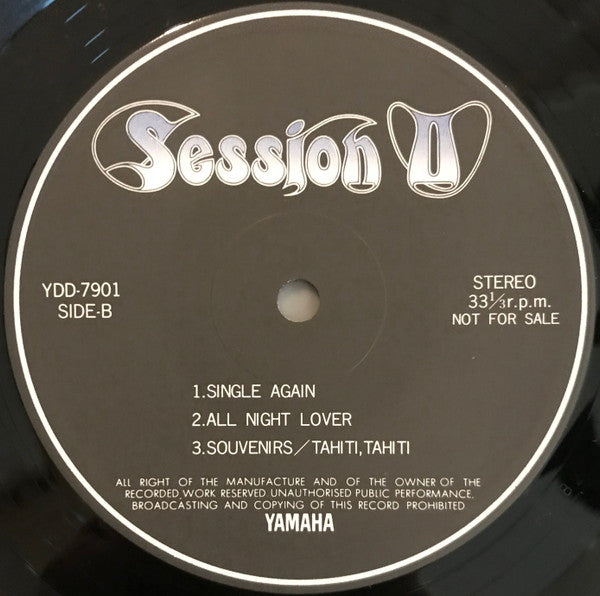 Session II
YDD-7901
SIDE-B
STEREO
33⅓r.p.m.
NOT FOR SALE
1.SINGLE AGAIN
2.ALL NIGHT LOVER
3.SOUVENIRS／TAHITI,TAHITI
ALL RIGHT OF THE MANUFACTURE AND OF THE OWNER OF THE
RECORDED WORK RESERVED UNAUTHORISED PUBLIC PERFORMANCE.
BROADCASTING AND COPYING OF THIS RECORD PROHIBITED
YAMAHA